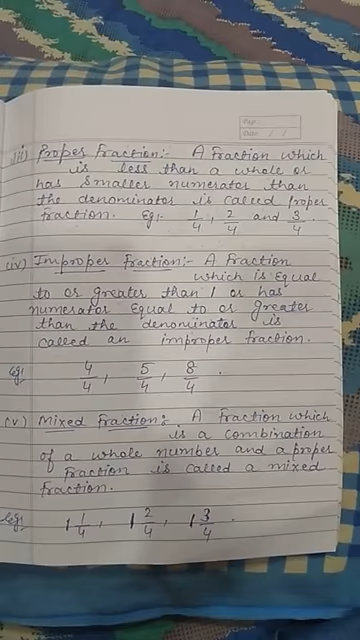 Page:
Date: / /
iii) Proper Fraction:- A Fraction which
is less than a whole or
has smaller numerator than
the denominator is called proper
fraction. Eg:- 1/4, 2/4 and 3/4.
(iv) Improper Fraction:- A Fraction
which is Equal
to or greater than 1 or has
numerator Equal to or greater
than the denominator is
called an improper fraction.
Eg! 4/4, 5/4, 8/4.
(v) Mixed Fraction:- A fraction which
is a combination
of a whole number and a proper
fraction is called a mixed
fraction.
Eg! 1 1/4, 1 2/4, 1 3/4.